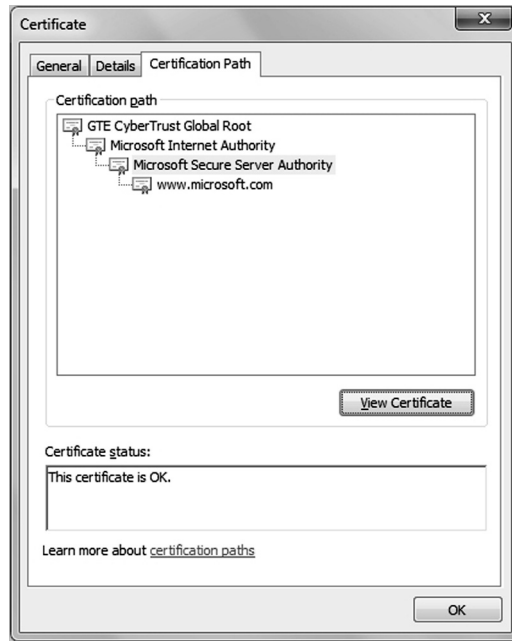 Certificate
X
General Details Certification Path
Certification path
GTE CyberTrust Global Root
Microsoft Internet Authority
Microsoft Secure Server Authority
www.microsoft.com
View Certificate
Certificate status:
This certificate is OK.
Learn more about certification paths
OK